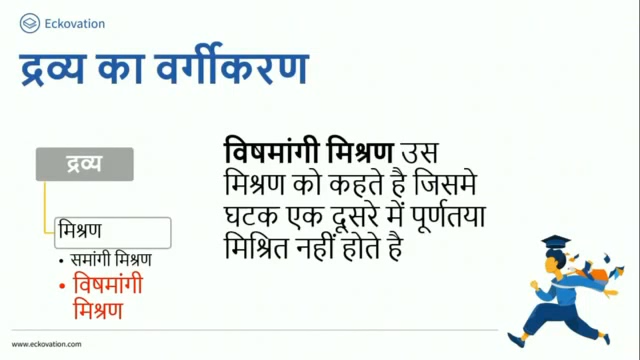 Eckovation
द्रव्य का वर्गीकरण
द्रव्य
मिश्रण
• समांगी मिश्रण
• विषमांगी
मिश्रण
विषमांगी मिश्रण उस
मिश्रण को कहते है जिसमे
घटक एक दूसरे में पूर्णतया
मिश्रित नहीं होते है
www.eckovation.com